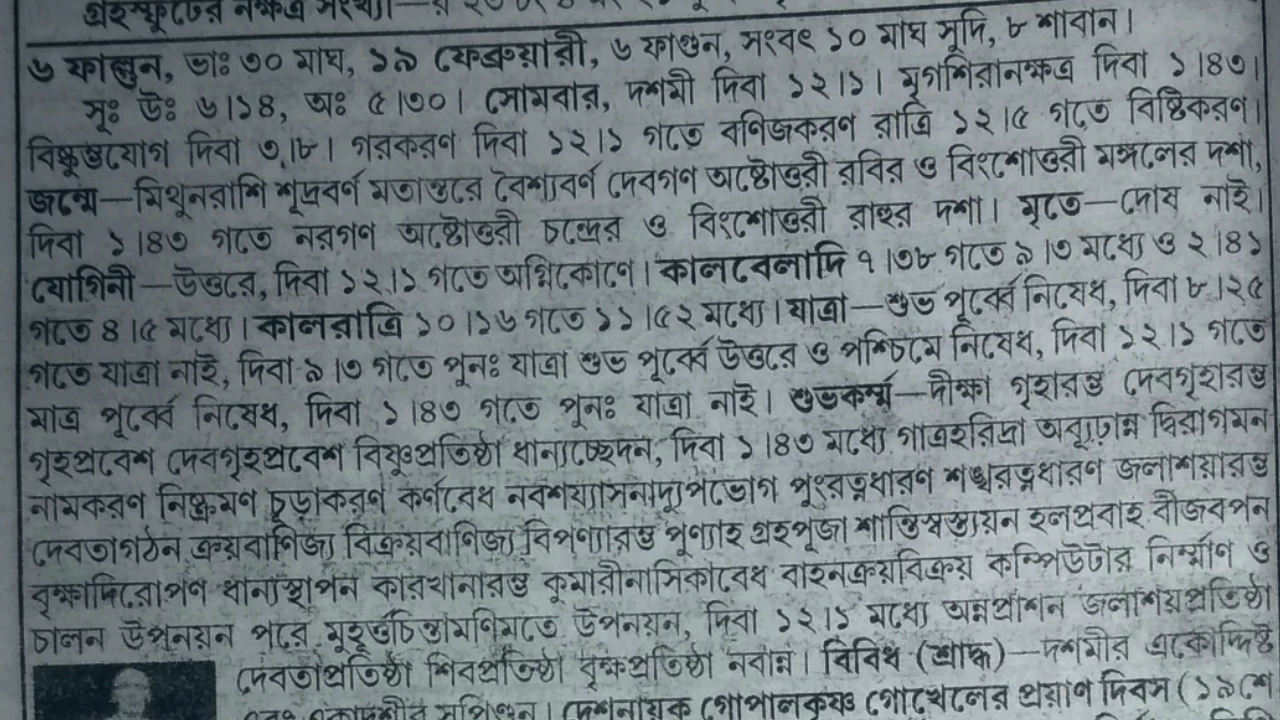 গ্রহস্ফুটের নক্ষত্র সংখ্যা—র
৬ ফাল্গুন, ভাঃ ৩০ মাঘ, ১৯ ফেব্রুয়ারী, ৬ ফাগুন, সংবৎ ১০ মাঘ সুদি, ৮ শাবান।
সূঃ উঃ ৬।১৪, অঃ ৫।৩০। সোমবার, দশমী দিবা ১২।১। মৃগশিরানক্ষত্র দিবা ১।৪৩।
বিষ্কুম্ভযোগ দিবা ৩।৮। গরকরণ দিবা ১২।১ গতে বণিজকরণ রাত্রি ১২।৫ গতে বিষ্টিকরণ।
জন্মে—মিথুনরাশি শূদ্রবর্ণ মতান্তরে বৈশ্যবর্ণ দেবগণ অষ্টোত্তরী রবির ও বিংশোত্তরী মঙ্গলের দশা,
দিবা ১।৪৩ গতে নরগণ অষ্টোত্তরী চন্দ্রের ও বিংশোত্তরী রাহুর দশা। মৃতে—দোষ নাই।
যোগিনী—উত্তরে, দিবা ১২।১ গতে অগ্নিকোণে। কালবেলাদি ৭।৩৮ গতে ৯।৩ মধ্যে ও ২।৪১
গতে ৪।৫ মধ্যে। কালরাত্রি ১০।১৬ গতে ১১।৫২ মধ্যে। যাত্রা—শুভ পূর্ব্বে নিষেধ, দিবা ৮।২৫
গতে যাত্রা নাই, দিবা ৯।৩ গতে পুনঃ যাত্রা শুভ পূর্ব্বে উত্তরে ও পশ্চিমে নিষেধ, দিবা ১২।১ গতে
মাত্র পূর্ব্বে নিষেধ, দিবা ১।৪৩ গতে পুনঃ যাত্রা নাই। শুভকর্ম্ম—দীক্ষা গৃহারম্ভ দেবগৃহারম্ভ
গৃহপ্রবেশ দেবগৃহপ্রবেশ বিষ্ণুপ্রতিষ্ঠা ধান্যচ্ছেদন, দিবা ১।৪৩ মধ্যে গাত্রহরিদ্রা অব্যূঢ়ান্ন দ্বিরাগমন
নামকরণ নিষ্ক্রমণ চূড়াকরণ কর্ণবেধ নবশয্যাসনাদ্যুপভোগ পুংরত্নধারণ শঙ্খরত্নধারণ জলাশয়ারম্ভ
দেবতাগঠন ক্রয়বাণিজ্য বিক্রয়বাণিজ্য বিপণ্যারম্ভ পুণ্যাহ গ্রহপূজা শান্তিস্বস্ত্যয়ন হলপ্রবাহ বীজবপন
বৃক্ষাদিরোপণ ধান্যস্থাপন কারখানারম্ভ কুমারীনাসিকাবেধ বাহনক্রয়বিক্রয় কম্পিউটার নির্ম্মাণ ও
চালন উপনয়ন পরে মুহূর্ত্তচিন্তামণিমতে উপনয়ন, দিবা ১২।১ মধ্যে অন্নপ্রাশন জলাশয়প্রতিষ্ঠা
দেবতাপ্রতিষ্ঠা শিবপ্রতিষ্ঠা বৃক্ষপ্রতিষ্ঠা নবান্ন। বিবিধ (শ্রাদ্ধ)—দশমীর একোদ্দিষ্ট
এবং একাদশীর সপিণ্ডন। দেশনায়ক গোপালকৃষ্ণ গোখেলের প্রয়াণ দিবস (১৯শে